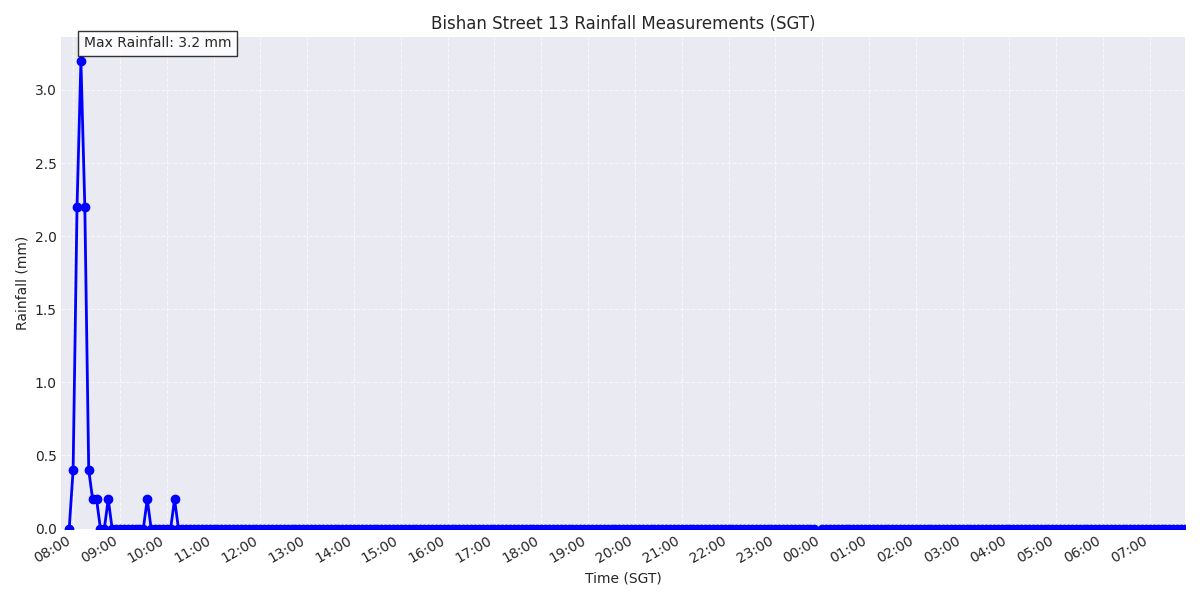 Bishan Street 13 Rainfall Measurements (SGT)
Max Rainfall: 3.2 mm
3.0
2.5
2.0
1.5
1.0
0.5
0.0
Rainfall (mm)
08:00 09:00 10:00 11:00 12:00 13:00 14:00 15:00 16:00 17:00 18:00 19:00 20:00 21:00 22:00 23:00 00:00 01:00 02:00 03:00 04:00 05:00 06:00 07:00
Time (SGT)